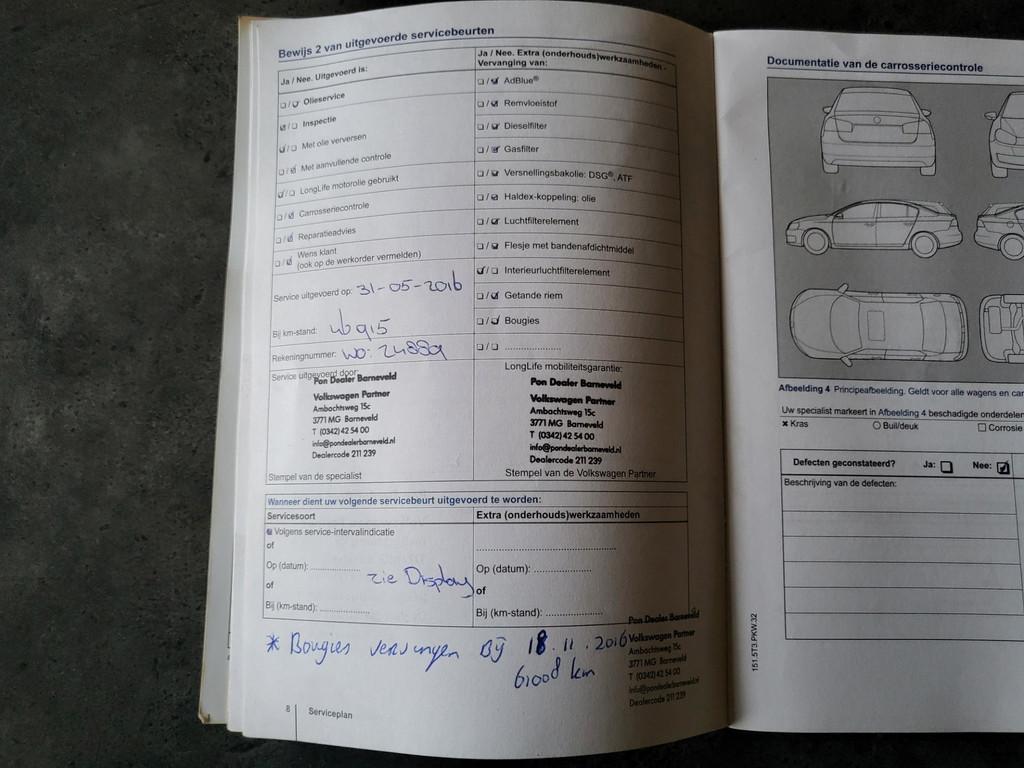 Bewijs 2 van uitgevoerde servicebeurten
Ja / Nee. Uitgevoerd is:
Olieservice
Inspectie
Met olie verversen
Met aanvullende controle
LongLife motorolie gebruikt
Carrosseriecontrole
Reparatieadvies
Wens klant
(ook op de werkorder vermelden)
Service uitgevoerd op: 31-05-2016
Bij km-stand:
Rekeningnummer: WO: 24889
Service uitgevoerd door:
Pon Dealer Barneveld
Volkswagen Partner
Ambachtsweg 15c
3771 MG Barneveld
T (0342) 42 54 00
info@pondealerbarneveld.nl
Dealercode 211 239
Stempel van de specialist
Ja / Nee. Extra (onderhouds)werkzaamheden -
Vervanging van:
AdBlue®
Remvloeistof
Dieselfilter
Gasfilter
Versnellingsbakolie: DSG®, ATF
Haldex-koppeling: olie
Luchtfilterelement
Flesje met bandenafdichtmiddel
Interieurluchtfilterelement
Getande riem
Bougies
LongLife mobiliteitsgarantie:
Pon Dealer Barneveld
Volkswagen Partner
Ambachtsweg 15c
3771 MG Barneveld
T (0342) 42 54 00
info@pondealerbarneveld.nl
Dealercode 211 239
Stempel van de Volkswagen Partner
Wanneer dient uw volgende servicebeurt uitgevoerd te worden:
Servicesoort
Volgens service-intervalindicatie
of
Op (datum):
of
Bij (km-stand):
zie Display
Extra (onderhouds)werkzaamheden
Op (datum):
of
Bij (km-stand):
* Bougies vervangen Bij 18.11.2016
61008 km
Pon Dealer Barneveld
Volkswagen Partner
Ambachtsweg 15c
3771 MG Barneveld
T (0342) 42 54 00
info@pondealerbarneveld.nl
Dealercode 211 239
8 Serviceplan
Documentatie van de carrosseriecontrole
Afbeelding 4 Principeafbeelding. Geldt voor alle wagens en car
Uw specialist markeert in Afbeelding 4 beschadigde onderdelen
× Kras Buil/deuk Corrosie
Defecten geconstateerd? Ja: Nee:
Beschrijving van de defecten:
151.5T3.PKW.32